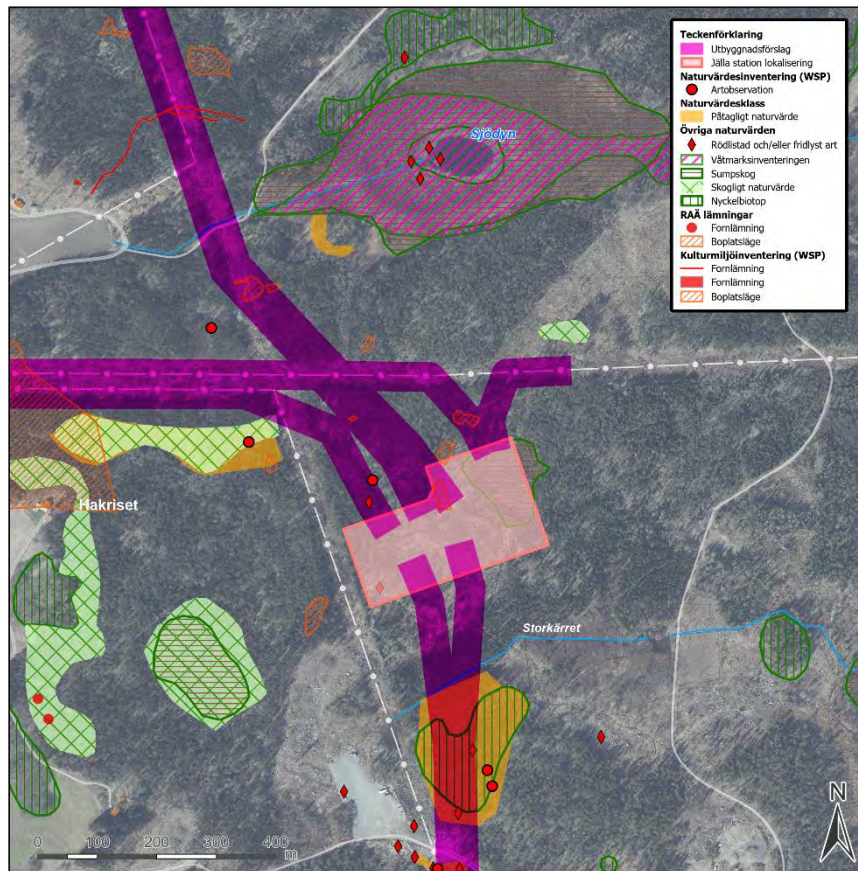 Teckenförklaring
Utbyggnadsförslag
Jälla station lokalisering
Naturvärdesinventering (WSP)
Artobservation
Naturvärdesklass
Påtagligt naturvärde
Övriga naturvärden
Rödlistad och/eller fridlyst art
Våtmarksinventeringen
Sumpskog
Skogligt naturvärde
Nyckelbiotop
RAÄ lämningar
Fornlämning
Boplatsläge
Kulturmiljöinventering (WSP)
Fornlämning
Fornlämning
Boplatsläge
Sjödyn
Hakriset
Storkärret
N
0 100 200 300 400
m